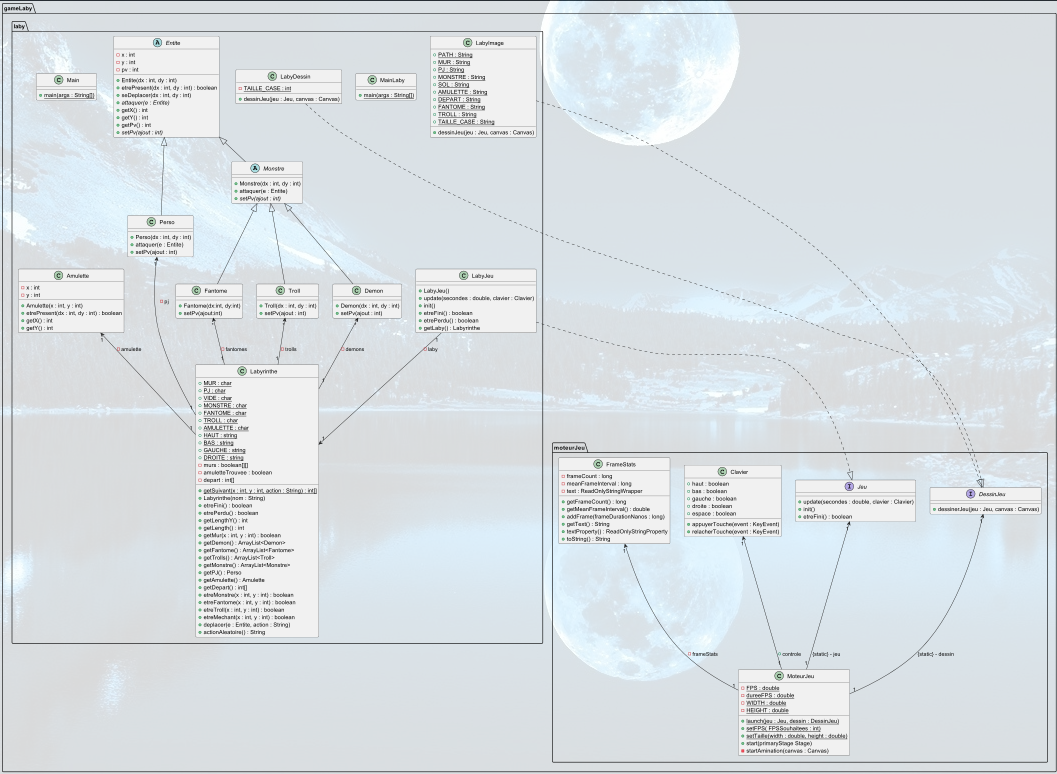 gameLaby
laby
Entite
x : int
y : int
pv : int
Entite(dx : int, dy : int)
etrePresent(dx : int, dy : int) : boolean
seDeplacer(dx : int, dy : int)
attaquer(e : Entite)
getX() : int
getY() : int
getPv() : int
setPv(ajout : int)
Main
main(args : String[])
LabyDessin
TAILLE_CASE : int
dessinJeu(jeu : Jeu, canvas : Canvas)
MainLaby
main(args : String[])
LabyImage
PATH : String
MUR : String
PJ : String
MONSTRE : String
SOL : String
AMULETTE : String
DEPART : String
FANTOME : String
TROLL : String
TAILLE_CASE : String
dessinJeu(jeu : Jeu, canvas : Canvas)
Monstre
Monstre(dx : int, dy : int)
attaquer(e : Entite)
setPv(ajout : int)
Perso
Perso(dx : int, dy : int)
attaquer(e : Entite)
setPv(ajout : int)
Amulette
x : int
y : int
Amulette(x : int, y : int)
etrePresent(dx : int, dy : int) : boolean
getX() : int
getY() : int
Fantome
Fantome(dx:int, dy:int)
setPv(ajout:int)
Troll
Troll(dx : int, dy : int)
setPv(ajout : int)
Demon
Demon(dx : int, dy : int)
setPv(ajout : int)
LabyJeu
LabyJeu()
update(secondes : double, clavier : Clavier)
init()
etreFini() : boolean
etrePerdu() : boolean
getLaby() : Labyrinthe
pj
amulette
fantomes
trolls
demons
laby
Labyrinthe
MUR : char
PJ : char
VIDE : char
MONSTRE : char
FANTOME : char
TROLL : char
AMULETTE : char
HAUT : string
BAS : string
GAUCHE : string
DROITE : string
murs : boolean[][]
amuletteTrouvee : boolean
depart : int[]
getSuivant(x : int, y : int, action : String) : int[]
Labyrinthe(nom : String)
etreFini() : boolean
etrePerdu() : boolean
getLengthY() : int
getLength() : int
getMur(x : int, y : int) : boolean
getDemon() : ArrayList<Demon>
getFantome() : ArrayList<Fantome>
getTrolls() : ArrayList<Troll>
getMonstre() : ArrayList<Monstre>
getPJ() : Perso
getAmulette() : Amulette
getDepart() : int[]
etreMonstre(x : int, y : int) : boolean
etreFantome(x : int, y : int) : boolean
etreTroll(x : int, y : int) : boolean
etreMechant(x : int, y : int) : boolean
deplacer(e : Entite, action : String)
actionAleatoire() : String
moteurJeu
FrameStats
frameCount : long
meanFrameInterval : long
text : ReadOnlyStringWrapper
getFrameCount() : long
getMeanFrameInterval() : double
addFrame(frameDurationNanos : long)
getText() : String
textProperty() : ReadOnlyStringProperty
toString() : String
Clavier
haut : boolean
bas : boolean
gauche : boolean
droite : boolean
espace : boolean
appuyerTouche(event : KeyEvent)
relacherTouche(event : KeyEvent)
Jeu
update(secondes : double, clavier : Clavier)
init()
etreFini() : boolean
DessinJeu
dessinerJeu(jeu : Jeu, canvas : Canvas)
frameStats
controle
{static} - jeu
{static} - dessin
MoteurJeu
FPS : double
dureeFPS : double
WIDTH : double
HEIGHT : double
launch(jeu : Jeu, dessin : DessinJeu)
setFPS( FPSSouhaitees : int)
setTaille(width : double, height : double)
start(primaryStage Stage)
startAmination(canvas : Canvas)